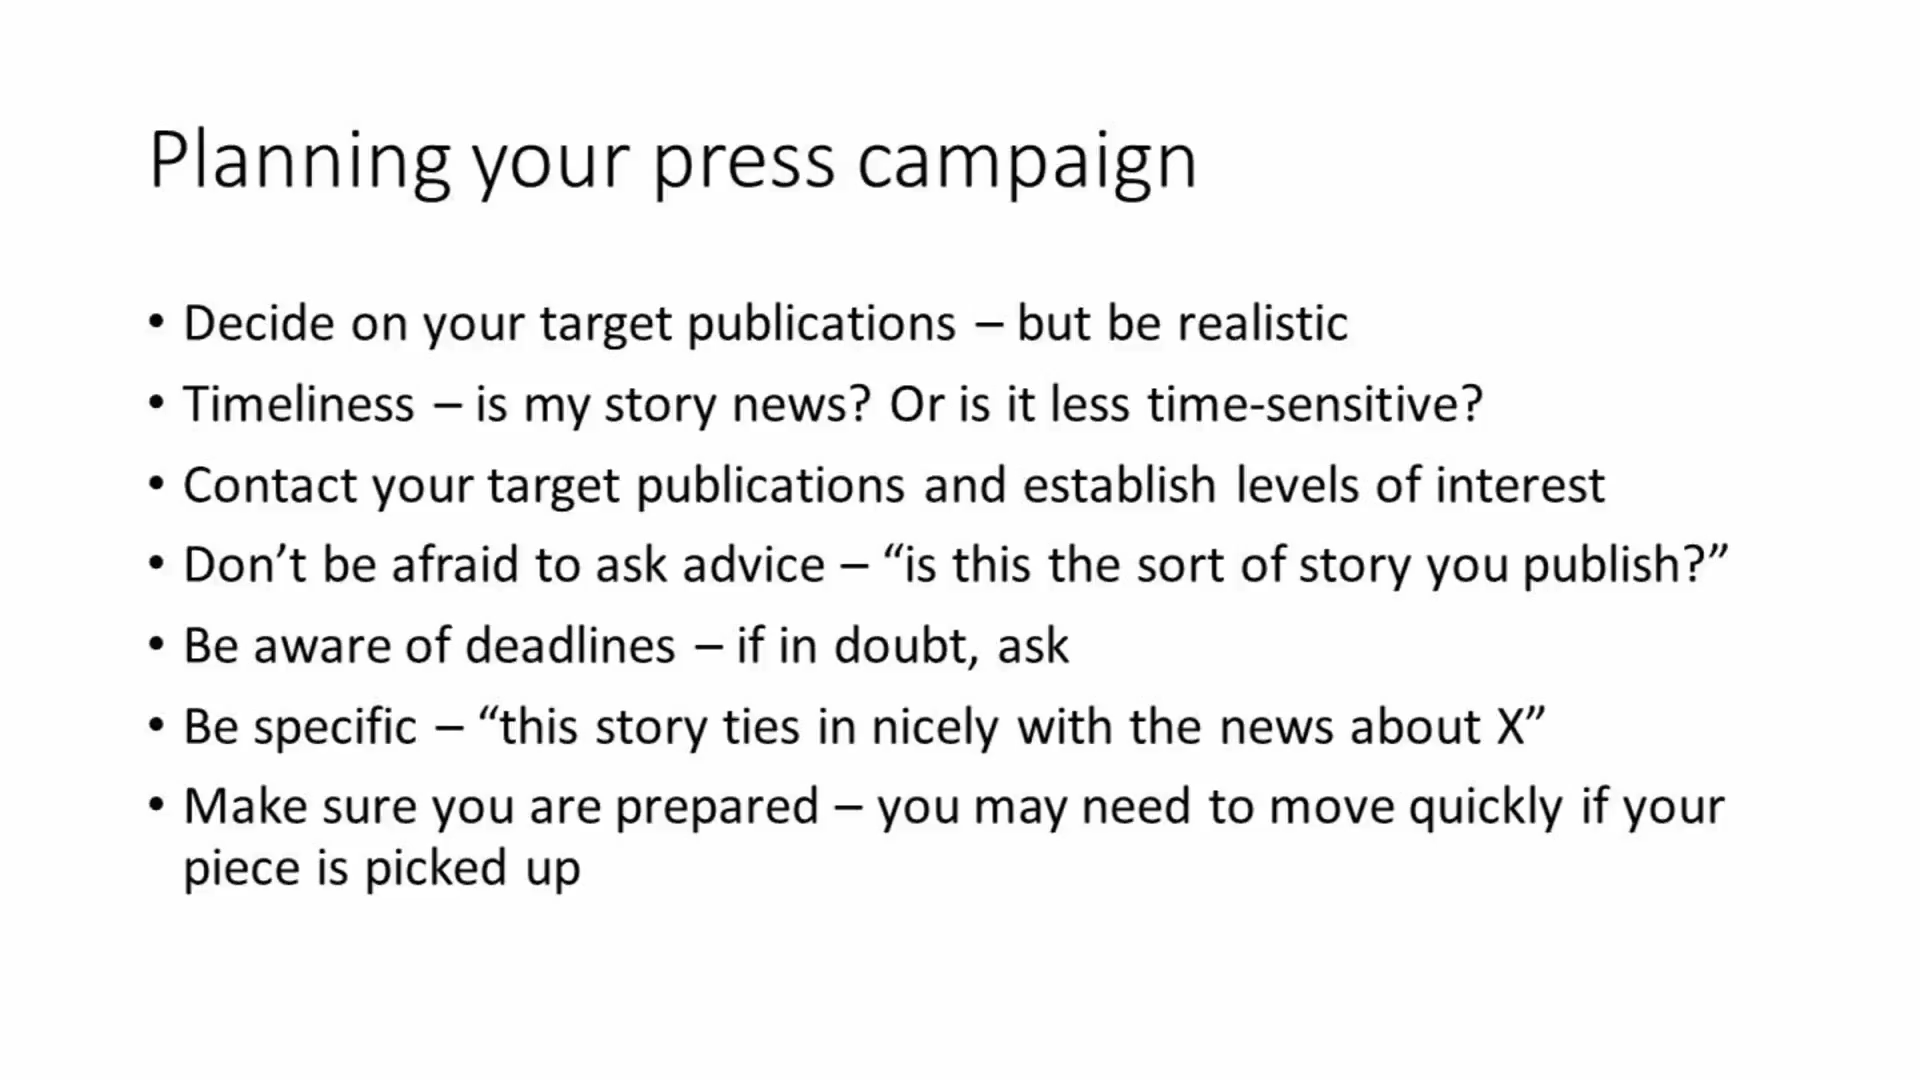 Planning your press campaign
• Decide on your target publications – but be realistic
• Timeliness – is my story news? Or is it less time-sensitive?
• Contact your target publications and establish levels of interest
• Don’t be afraid to ask advice – “is this the sort of story you publish?”
• Be aware of deadlines – if in doubt, ask
• Be specific – “this story ties in nicely with the news about X”
• Make sure you are prepared – you may need to move quickly if your
piece is picked up